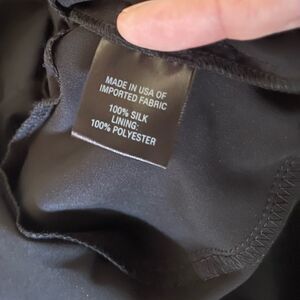 MADE IN USA OF
IMPORTED FABRIC
100% SILK
LINING:
100% POLYESTER